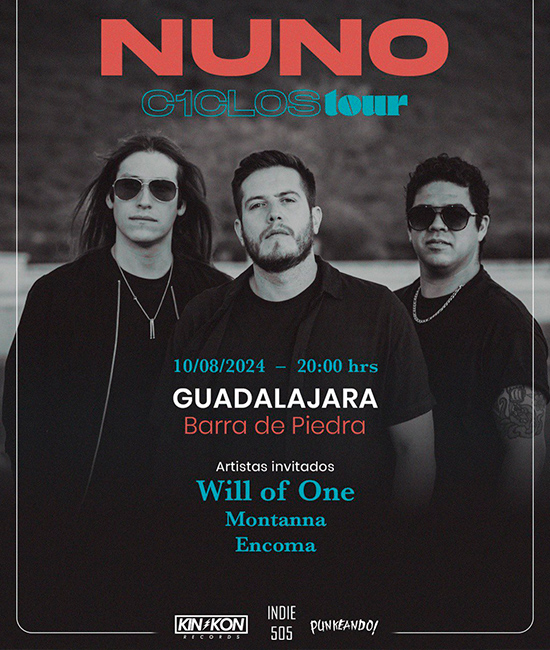 NUNO
C1CLOS tour
10/08/2024 – 20:00 hrs
GUADALAJARA
Barra de Piedra
Artistas invitados
Will of One
Montanna
Encoma
KIN KON
RECORDS
INDIE
505
PUNKEANDO!